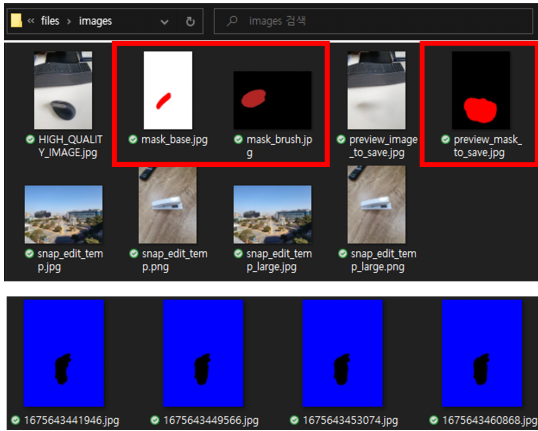 « files › images
images 검색
HIGH_QUALIT
Y_IMAGE.jpg
mask_base.jpg
mask_brush.jp
g
preview_image
_to_save.jpg
preview_mask_
to_save.jpg
snap_edit_tem
p.jpg
snap_edit_tem
p.png
snap_edit_tem
p_large.jpg
snap_edit_tem
p_large.png
1675643441946.jpg
1675643449566.jpg
1675643453074.jpg
1675643460868.jpg